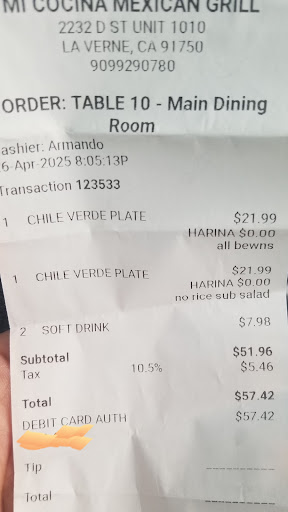 MI COCINA MEXICAN GRILL
2232 D ST UNIT 1010
LA VERNE, CA 91750
9099290780
ORDER: TABLE 10 - Main Dining
Room
ashier: Armando
6-Apr-2025 8:05:13P
Transaction 123533
1 CHILE VERDE PLATE $21.99
HARINA $0.00
all bewns
1 CHILE VERDE PLATE $21.99
HARINA $0.00
no rice sub salad
2 SOFT DRINK $7.98
Subtotal $51.96
Tax 10.5% $5.46
Total $57.42
DEBIT CARD AUTH $57.42
Tip
Total